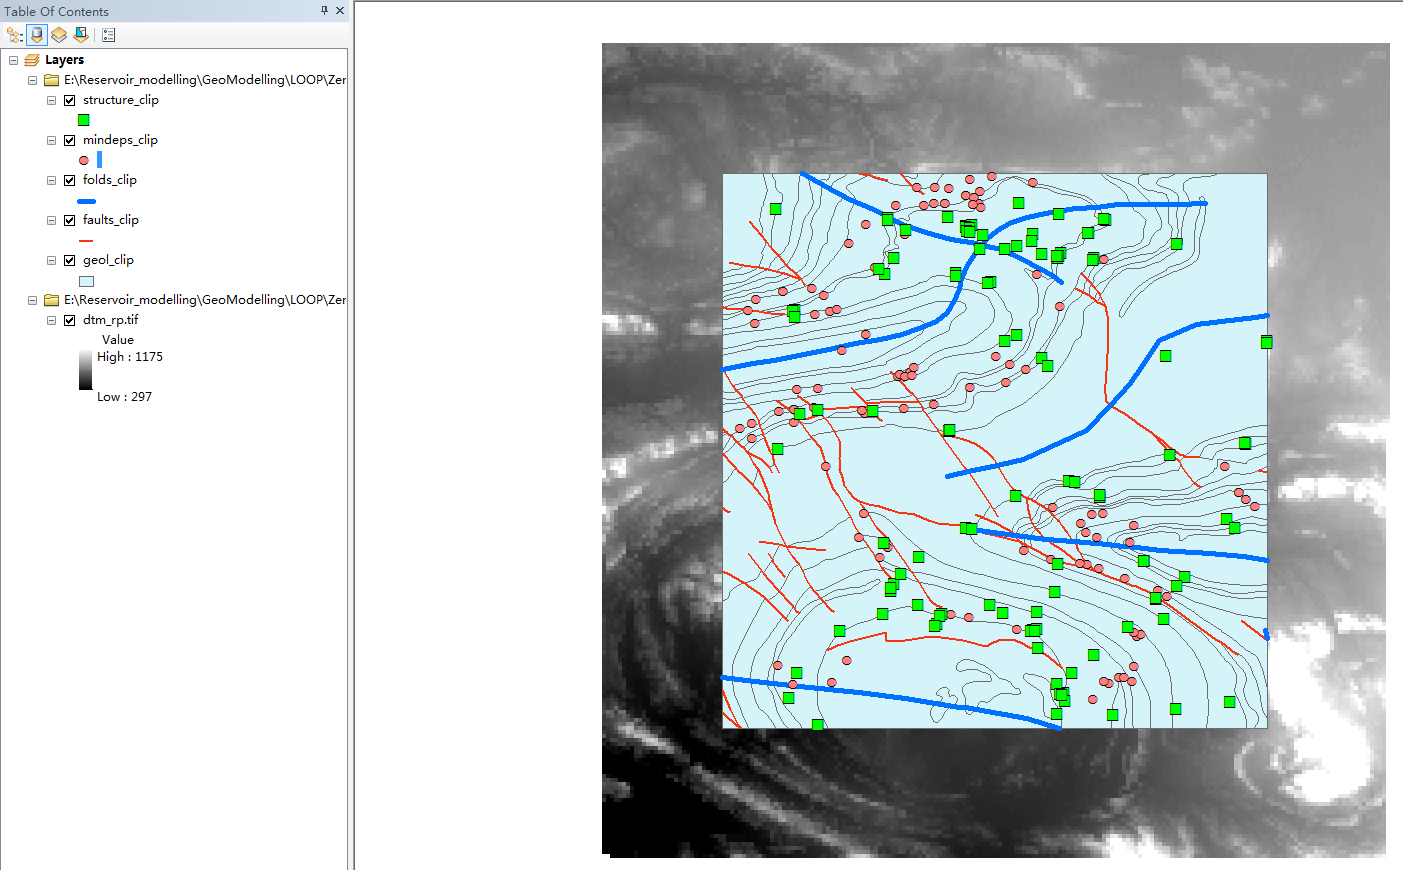 Table Of Contents
Layers
E:\Reservoir_modelling\GeoModelling\LOOP\Zer
structure_clip
mindeps_clip
folds_clip
faults_clip
geol_clip
E:\Reservoir_modelling\GeoModelling\LOOP\Zer
dtm_rp.tif
Value
High : 1175
Low : 297